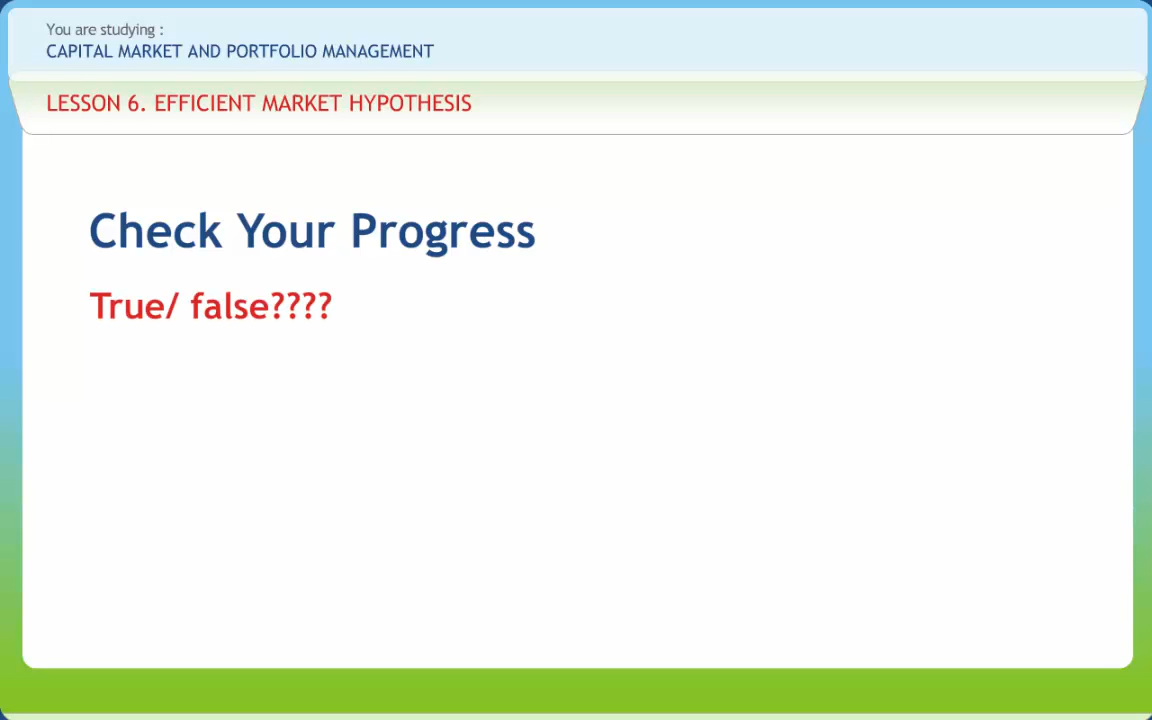 You are studying :
CAPITAL MARKET AND PORTFOLIO MANAGEMENT
LESSON 6. EFFICIENT MARKET HYPOTHESIS
Check Your Progress
True/ false????